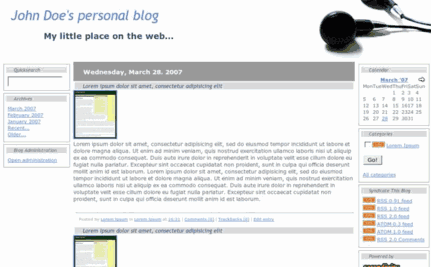 John Doe's personal blog
My little place on the web...
Quicksearch
Archives
March 2007
February 2007
January 2007
Recent...
Older...
Blog Administration
Open administration
Wednesday, March 28. 2007
Lorem ipsum dolor sit amet, consectetur adipisicing elit
Lorem ipsum dolor sit amet, consectetur adipisicing elit, sed do eiusmod tempor incididunt ut labore et
dolore magna aliqua. Ut enim ad minim veniam, quis nostrud exercitation ullamco laboris nisi ut aliquip
ex ea commodo consequat. Duis aute irure dolor in reprehenderit in voluptate velit esse cillum dolore eu
fugiat nulla pariatur. Excepteur sint occaecat cupidatat non proident, sunt in culpa qui officia deserunt
mollit anim id est laborum. Lorem ipsum dolor sit amet, consectetur adipisicing elit, sed do eiusmod
tempor incididunt ut labore et dolore magna aliqua. Ut enim ad minim veniam, quis nostrud exercitation
ullamco laboris nisi ut aliquip ex ea commodo consequat. Duis aute irure dolor in reprehenderit in
voluptate velit esse cillum dolore eu fugiat nulla pariatur. Excepteur sint occaecat cupidatat non
proident, sunt in culpa qui officia deserunt mollit anim id est laborum.
Posted by Lorem Ipsum in Lorem Ipsum at 15:21 | Comments (0) | Trackbacks (0) | Edit entry
Lorem ipsum dolor sit amet, consectetur adipisicing elit
Calendar
March '07
MonTueWedThuFriSatSun
1 2 3 4
5 6 7 8 9 10 11
12 13 14 15 16 17 18
19 20 21 22 23 24 25
26 27 28 29 30 31
Categories
Lorem Ipsum
Go!
All categories
Syndicate This Blog
RSS 0.91 feed
RSS 1.0 feed
RSS 2.0 feed
ATOM 0.3 feed
ATOM 1.0 feed
RSS 2.0 Comments
Powered by